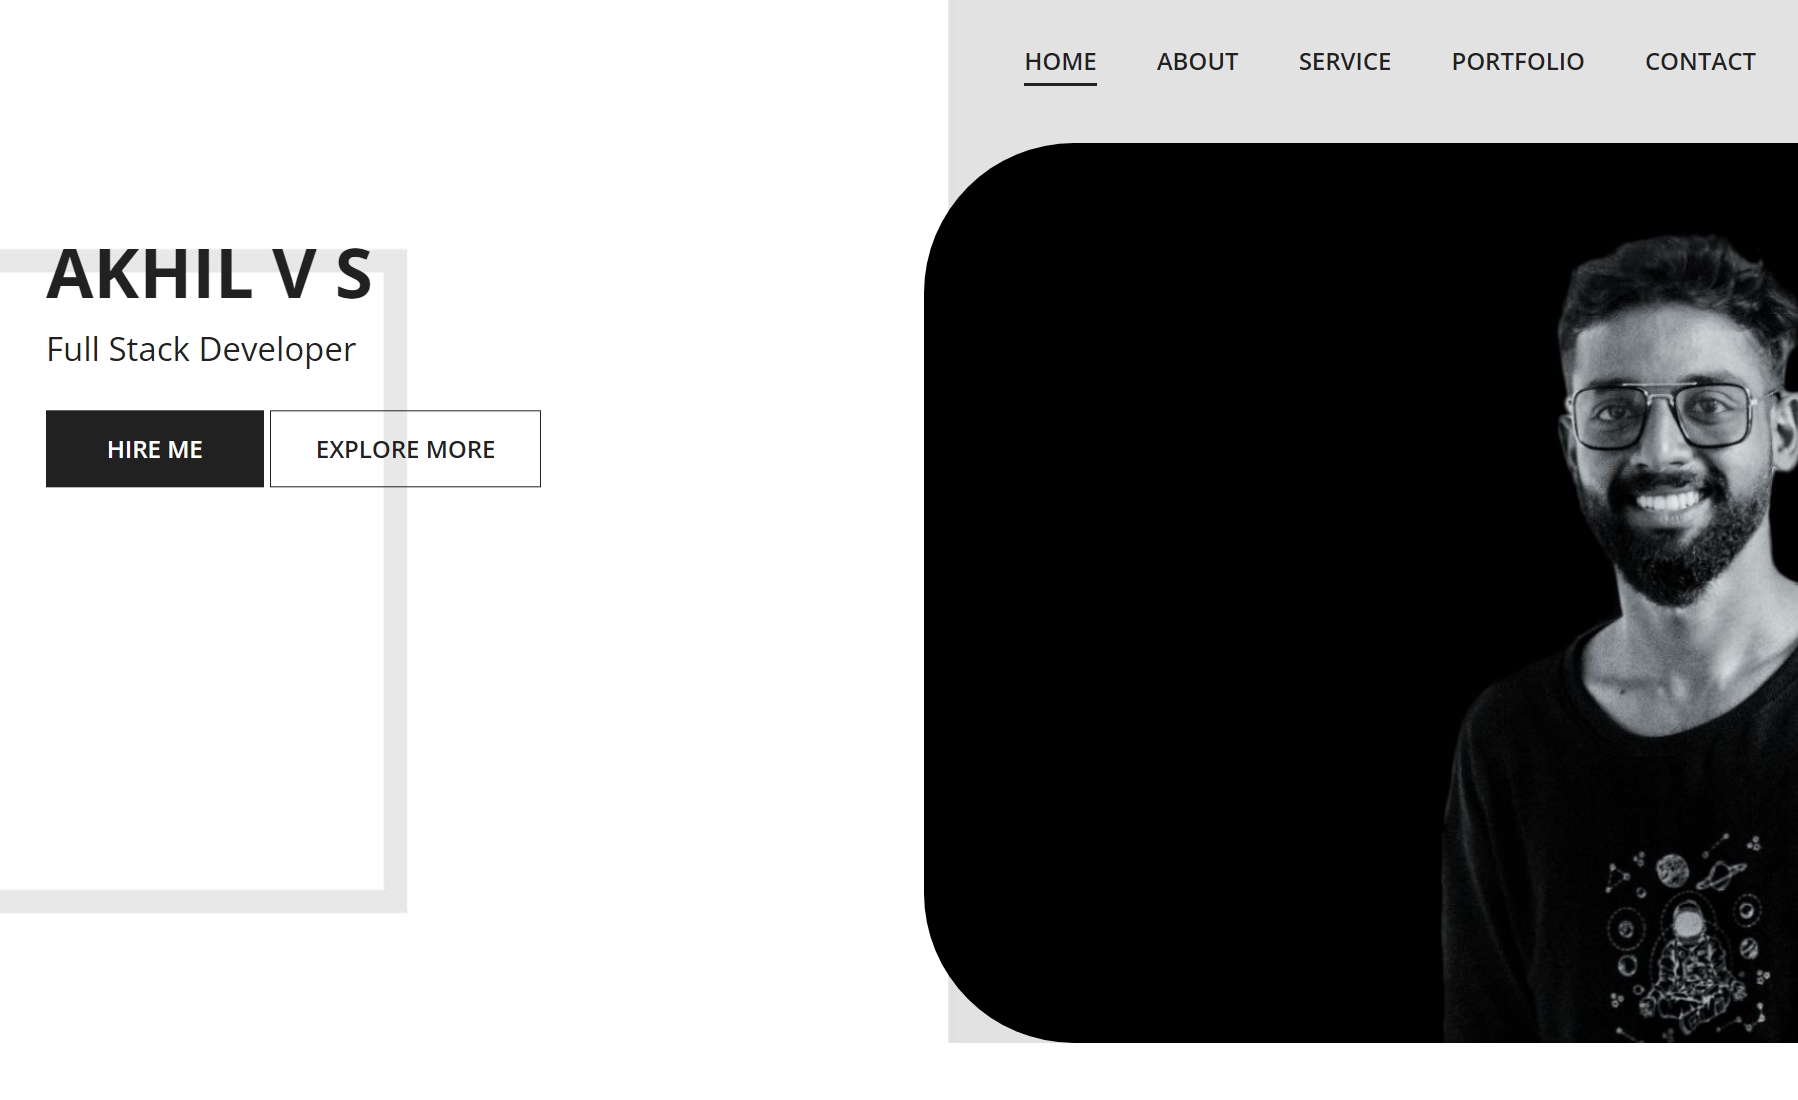 HOME ABOUT SERVICE PORTFOLIO CONTACT
AKHIL V S
Full Stack Developer
HIRE ME EXPLORE MORE